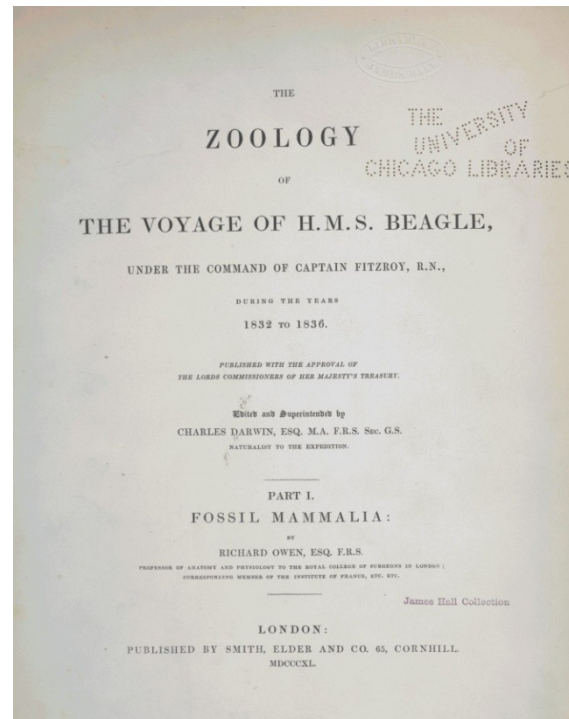 THE
ZOOLOGY
OF
THE VOYAGE OF H.M.S. BEAGLE,
UNDER THE COMMAND OF CAPTAIN FITZROY, R.N.,
DURING THE YEARS
1832 TO 1836.
PUBLISHED WITH THE APPROVAL OF
THE LORDS COMMISSIONERS OF HER MAJESTY'S TREASURY.
Edited and Superintended by
CHARLES DARWIN, ESQ. M.A. F.R.S. SEC. G.S.
NATURALIST TO THE EXPEDITION.
PART I.
FOSSIL MAMMALIA:
BY
RICHARD OWEN, ESQ. F.R.S.
PROFESSOR OF ANATOMY AND PHYSIOLOGY TO THE ROYAL COLLEGE OF SURGEONS IN LONDON;
CORRESPONDING MEMBER OF THE INSTITUTE OF FRANCE, ETC. ETC.
James Hall Collection
LONDON:
PUBLISHED BY SMITH, ELDER AND CO. 65, CORNHILL.
MDCCCXL.
THE
UNIVERSITY
OF
CHICAGO LIBRARIES